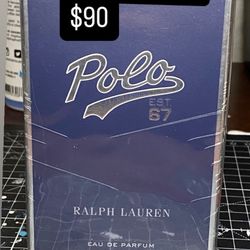 $90
Polo
EST.
67
RALPH LAUREN
EAU DE PARFUM